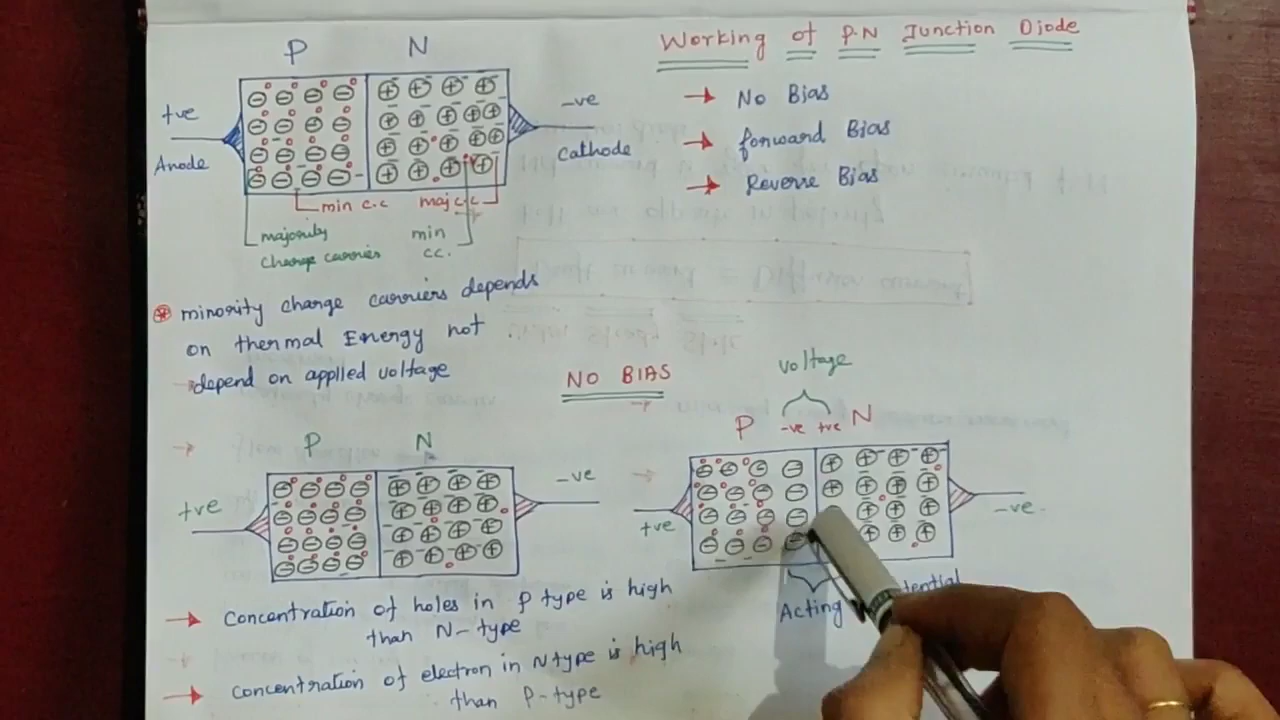 Working of P.N Junction Diode
→ No Bias
→ forward Bias
→ Reverse Bias
P N
+ve
Anode
-ve
Cathode
min c.c maj c.c
majority
charge carries
min
cc.
minority charge carriers depends
on thermal Energy not
depend on applied voltage
NO BIAS
P N
+ve
-ve
voltage
P -ve +ve N
+ve
-ve
Acting
→ Concentration of holes in p type is high
than N-type
→ concentration of electron in N type is high
than P-type